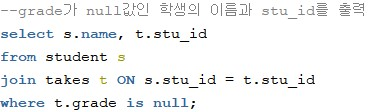 --grade가 null값인 학생의 이름과 stu_id를 출력
select s.name, t.stu_id
from student s
join takes t ON s.stu_id = t.stu_id
where t.grade is null;